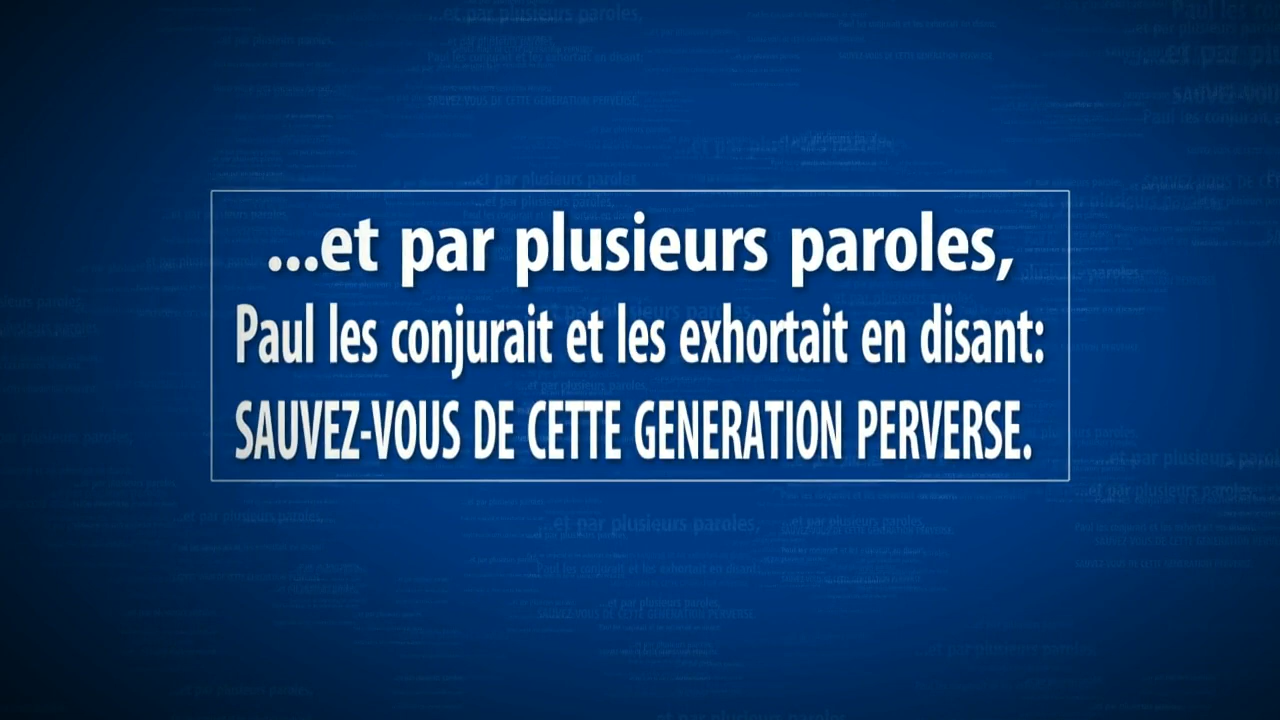 ...et par plusieurs paroles,
Paul les conjurait et les exhortait en disant:
SAUVEZ-VOUS DE CETTE GENERATION PERVERSE.